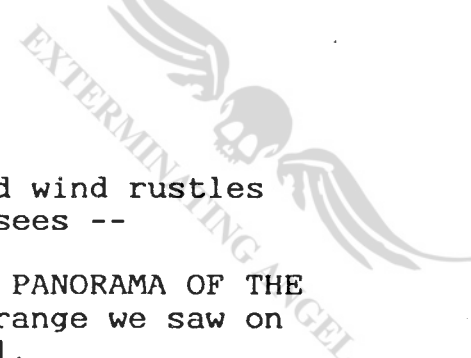 EXTERMINATING ANGEL
wind rustles
sees --
PANORAMA OF THE
range we saw on